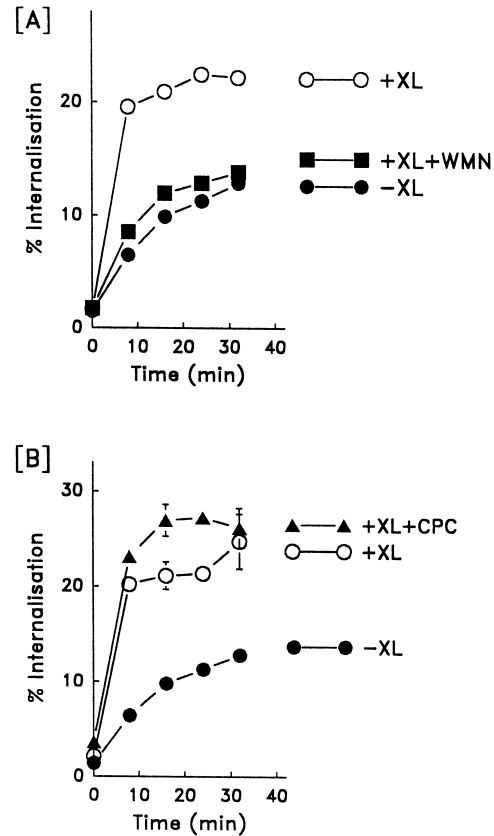 [A]
% Internalisation
20
10
0
0 10 20 30 40
Time (min)
+XL
+XL+WMN
−XL
[B]
% Internalisation
30
20
10
0
0 10 20 30 40
Time (min)
+XL+CPC
+XL
−XL